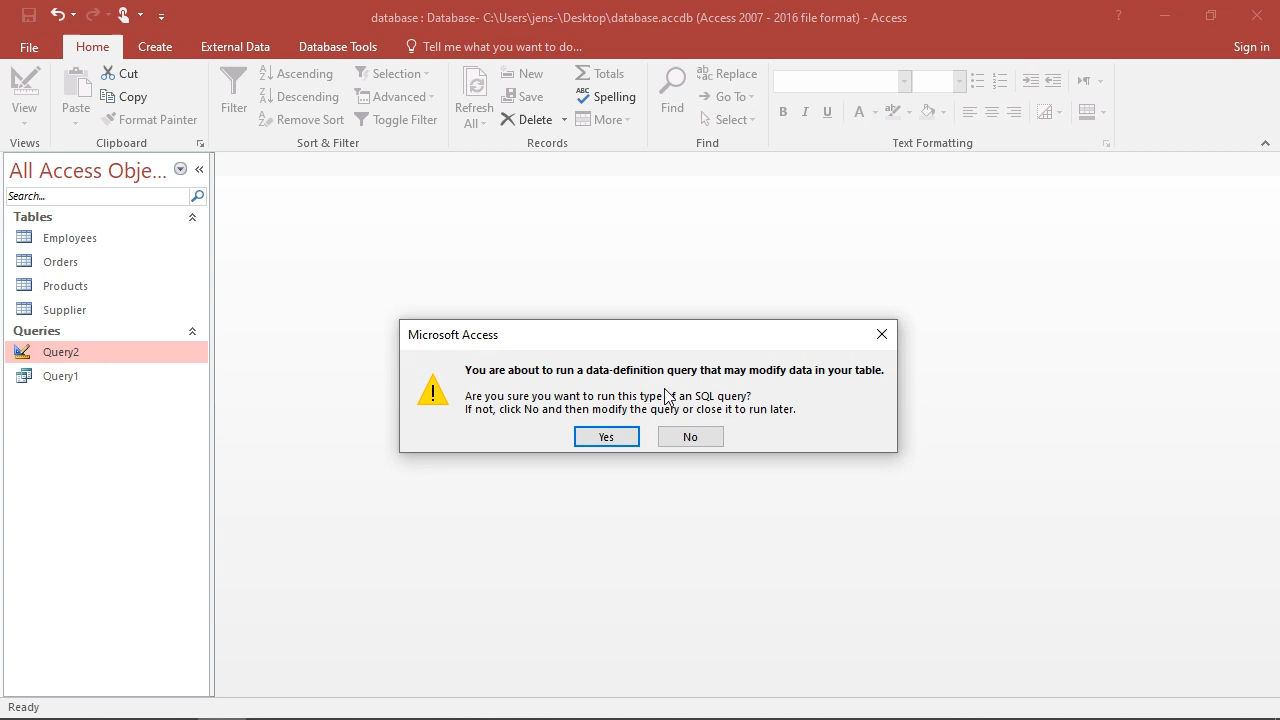 database : Database- C:\Users\jens-\Desktop\database.accdb (Access 2007 - 2016 file format) - Access
?
File
Home
Create
External Data
Database Tools
Tell me what you want to do...
Sign in
View
Views
Paste
Cut
Copy
Format Painter
Clipboard
Filter
Ascending
Descending
Remove Sort
Selection
Advanced
Toggle Filter
Sort & Filter
Refresh
All
New
Save
Delete
Totals
Spelling
More
Records
Find
Replace
Go To
Select
Find
B I U
A
Text Formatting
All Access Obje...
Search...
Tables
Employees
Orders
Products
Supplier
Queries
Query2
Query1
Microsoft Access
You are about to run a data-definition query that may modify data in your table.
Are you sure you want to run this type of an SQL query?
If not, click No and then modify the query or close it to run later.
Yes
No
Ready